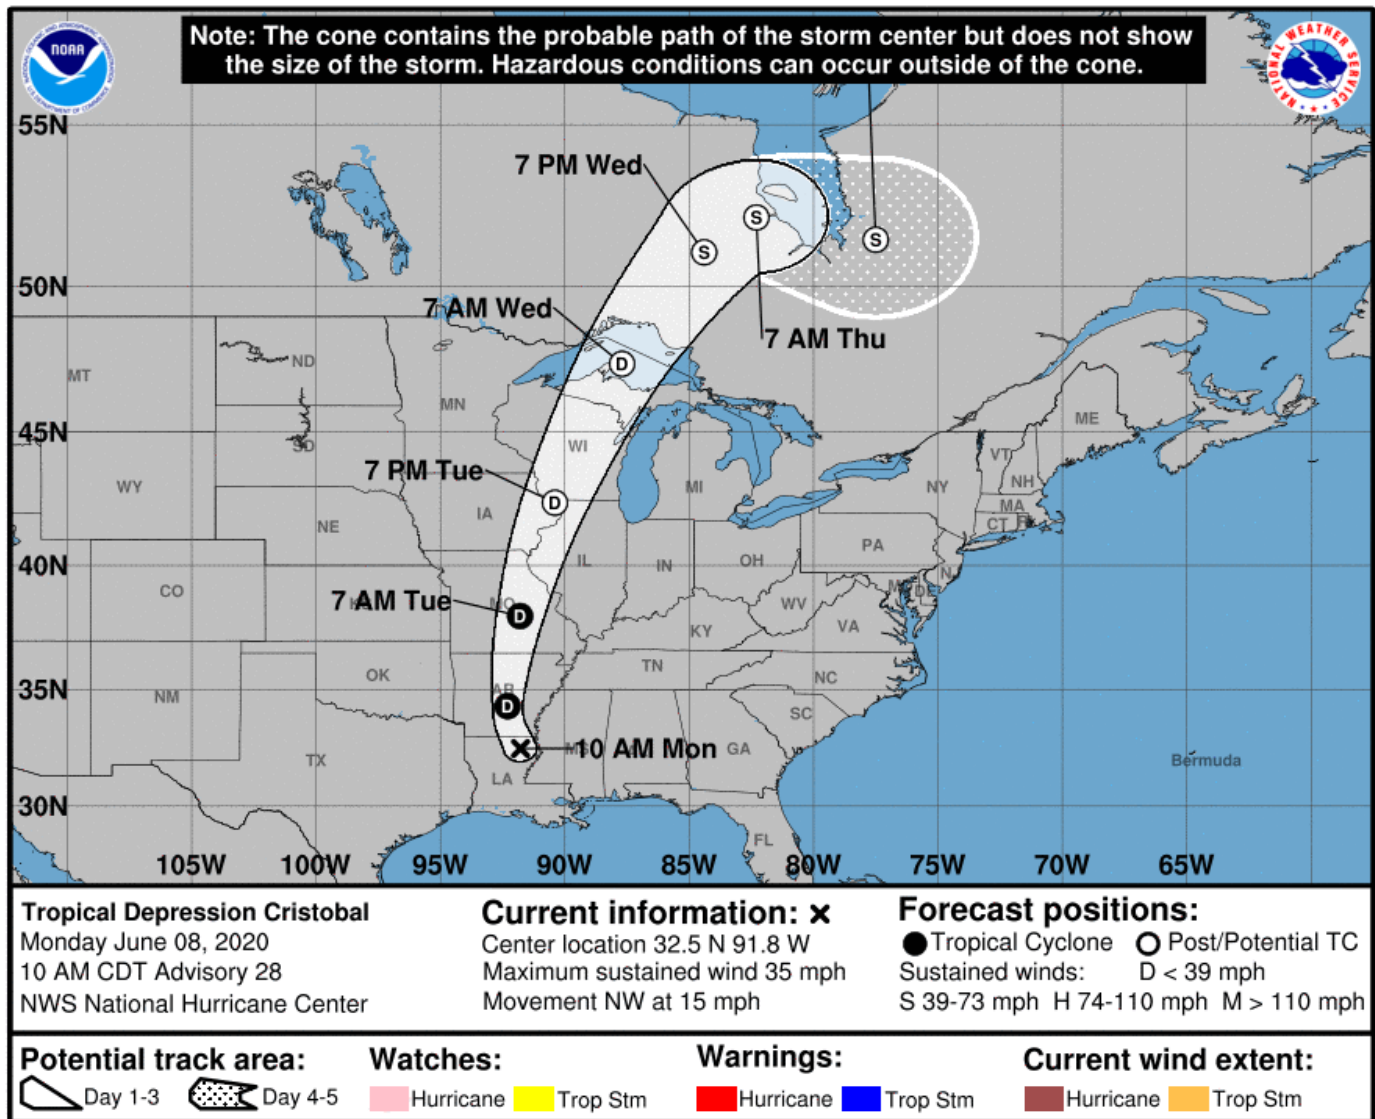 Note: The cone contains the probable path of the storm center but does not show
the size of the storm. Hazardous conditions can occur outside of the cone.
NOAA
NATIONAL WEATHER SERVICE
55N
7 PM Wed
S
S
S
50N
7 AM Wed
7 AM Thu
ND
MT
D
MN
ME
45N
SD
WI
VT
7 PM Tue
WY
MI
NY
NH
D
IA
MA
NE
CT RI
PA
40N
IL
IN
OH
CO
NJ
7 AM Tue
MO
DE
WV
D
KY
VA
TN
OK
NC
35N
AR
NM
D
SC
10 AM Mon
MS
GA
TX
LA
Bermuda
30N
FL
105W 100W 95W 90W 85W 80W 75W 70W 65W
Tropical Depression Cristobal
Monday June 08, 2020
10 AM CDT Advisory 28
NWS National Hurricane Center
Current information: ×
Center location 32.5 N 91.8 W
Maximum sustained wind 35 mph
Movement NW at 15 mph
Forecast positions:
Tropical Cyclone Post/Potential TC
Sustained winds: D < 39 mph
S 39-73 mph H 74-110 mph M > 110 mph
Potential track area:
Day 1-3 Day 4-5
Watches:
Hurricane Trop Stm
Warnings:
Hurricane Trop Stm
Current wind extent:
Hurricane Trop Stm